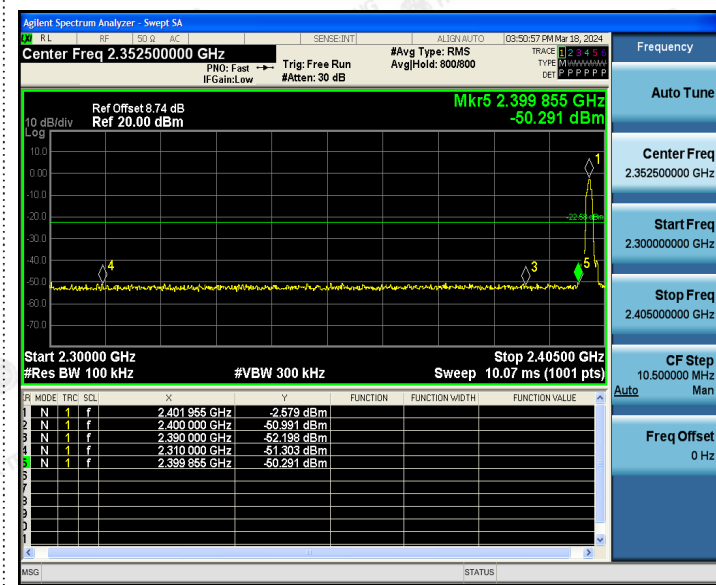 Agilent Spectrum Analyzer - Swept SA
LXI RL RF 50 Ω AC SENSE:INT ALIGN AUTO 03:50:57 PM Mar 18, 2024
Center Freq 2.352500000 GHz #Avg Type: RMS TRACE 1 2 3 4 5 6
PNO: Fast Trig: Free Run Avg|Hold: 800/800 TYPE M WWWWW
IFGain:Low #Atten: 30 dB DET P P P P P P
Frequency
Auto Tune
Mkr5 2.399 855 GHz
-50.291 dBm
Ref Offset 8.74 dB
10 dB/div Ref 20.00 dBm
Log
10.0
0.00
-10.0
-20.0
-30.0
-40.0
-50.0
-60.0
-70.0
1
-22.58 dBm
4
3
5
Start 2.30000 GHz Stop 2.40500 GHz
#Res BW 100 kHz #VBW 300 kHz Sweep 10.07 ms (1001 pts)
MODE TRC SCL X Y FUNCTION FUNCTION WIDTH FUNCTION VALUE
1 N 1 f 2.401 955 GHz -2.579 dBm
2 N 1 f 2.400 000 GHz -50.991 dBm
3 N 1 f 2.390 000 GHz -52.198 dBm
4 N 1 f 2.310 000 GHz -51.303 dBm
5 N 1 f 2.399 855 GHz -50.291 dBm
6
7
8
9
Center Freq
2.352500000 GHz
Start Freq
2.300000000 GHz
Stop Freq
2.405000000 GHz
CF Step
10.500000 MHz
Auto Man
Freq Offset
0 Hz
MSG STATUS